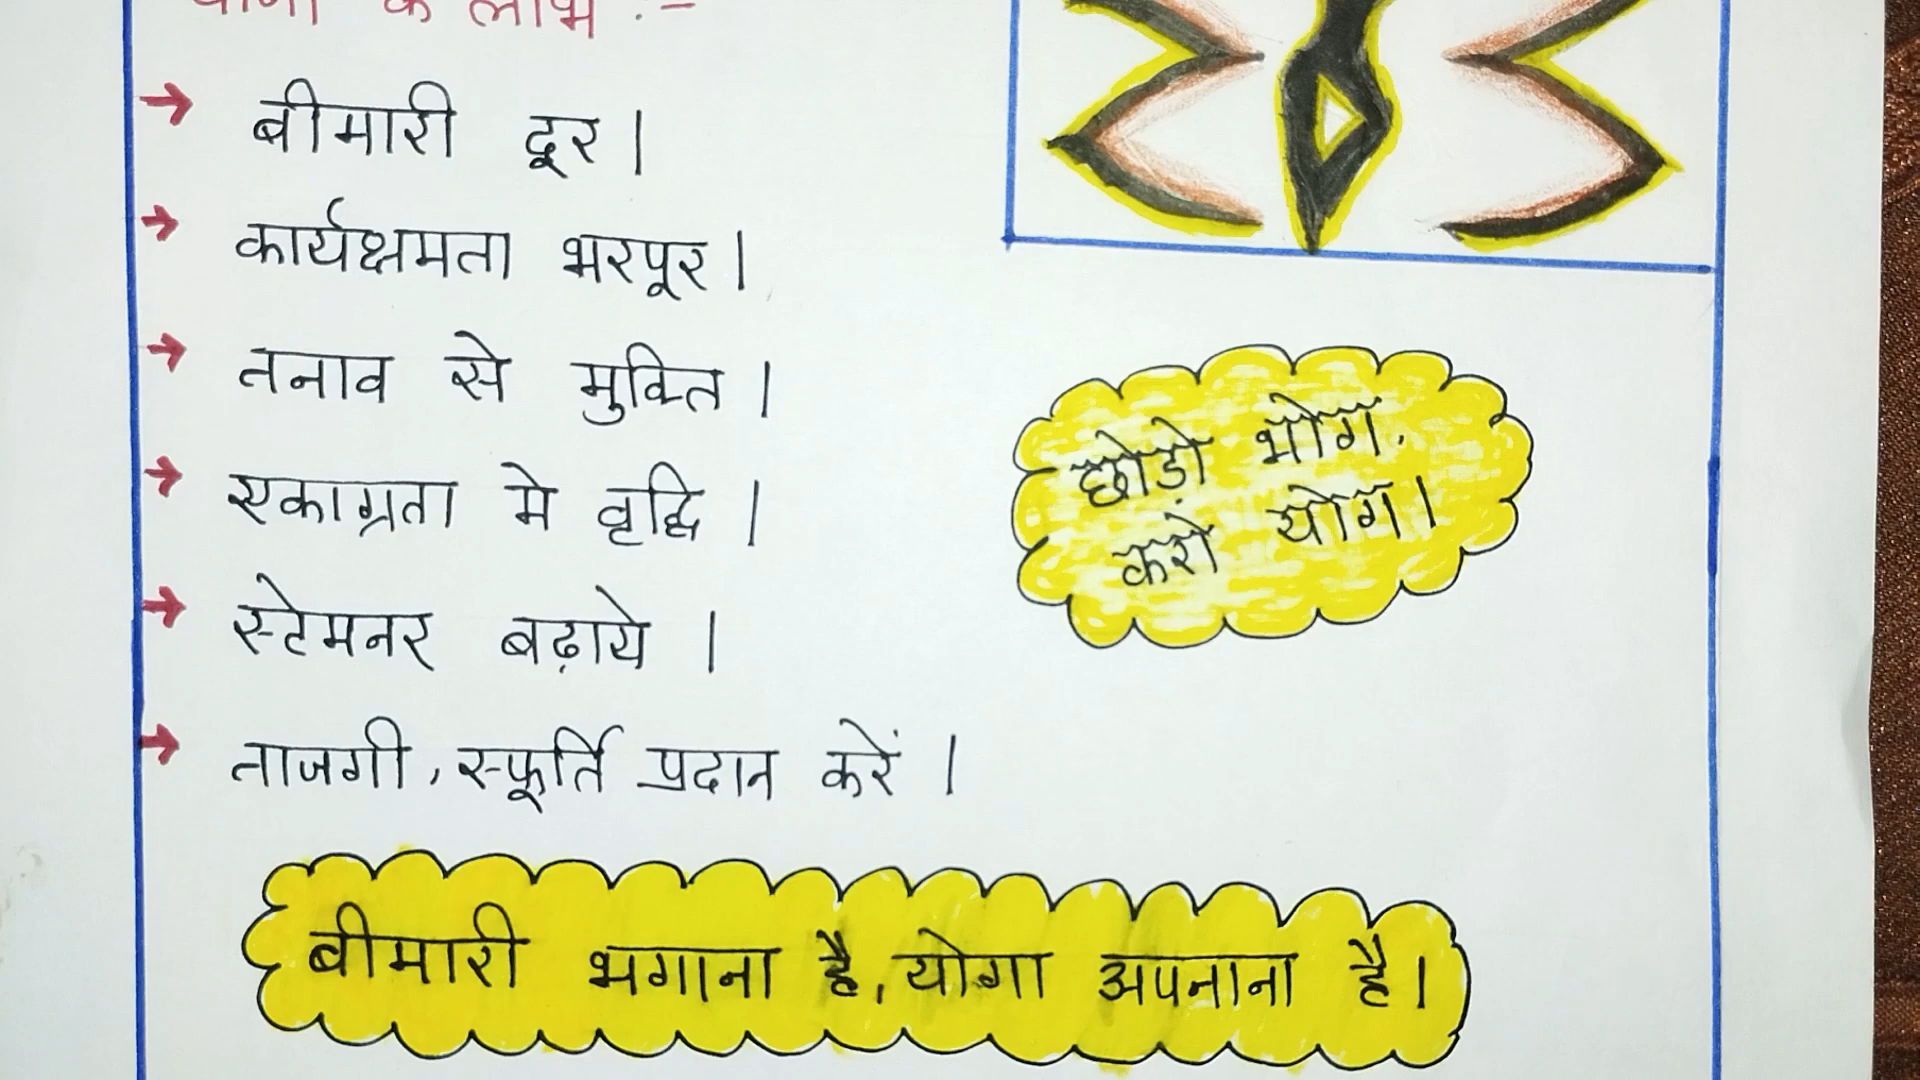 योगा के लाभ :-
→ बीमारी दूर।
→ कार्यक्षमता भरपूर।
→ तनाव से मुक्ति।
→ एकाग्रता मे वृद्धि।
→ स्टेमनर बढ़ाये।
→ ताजगी, स्फूर्ति प्रदान करें।
छोड़ो भोग,
करो योग।
बीमारी भगाना है, योगा अपनाना है।